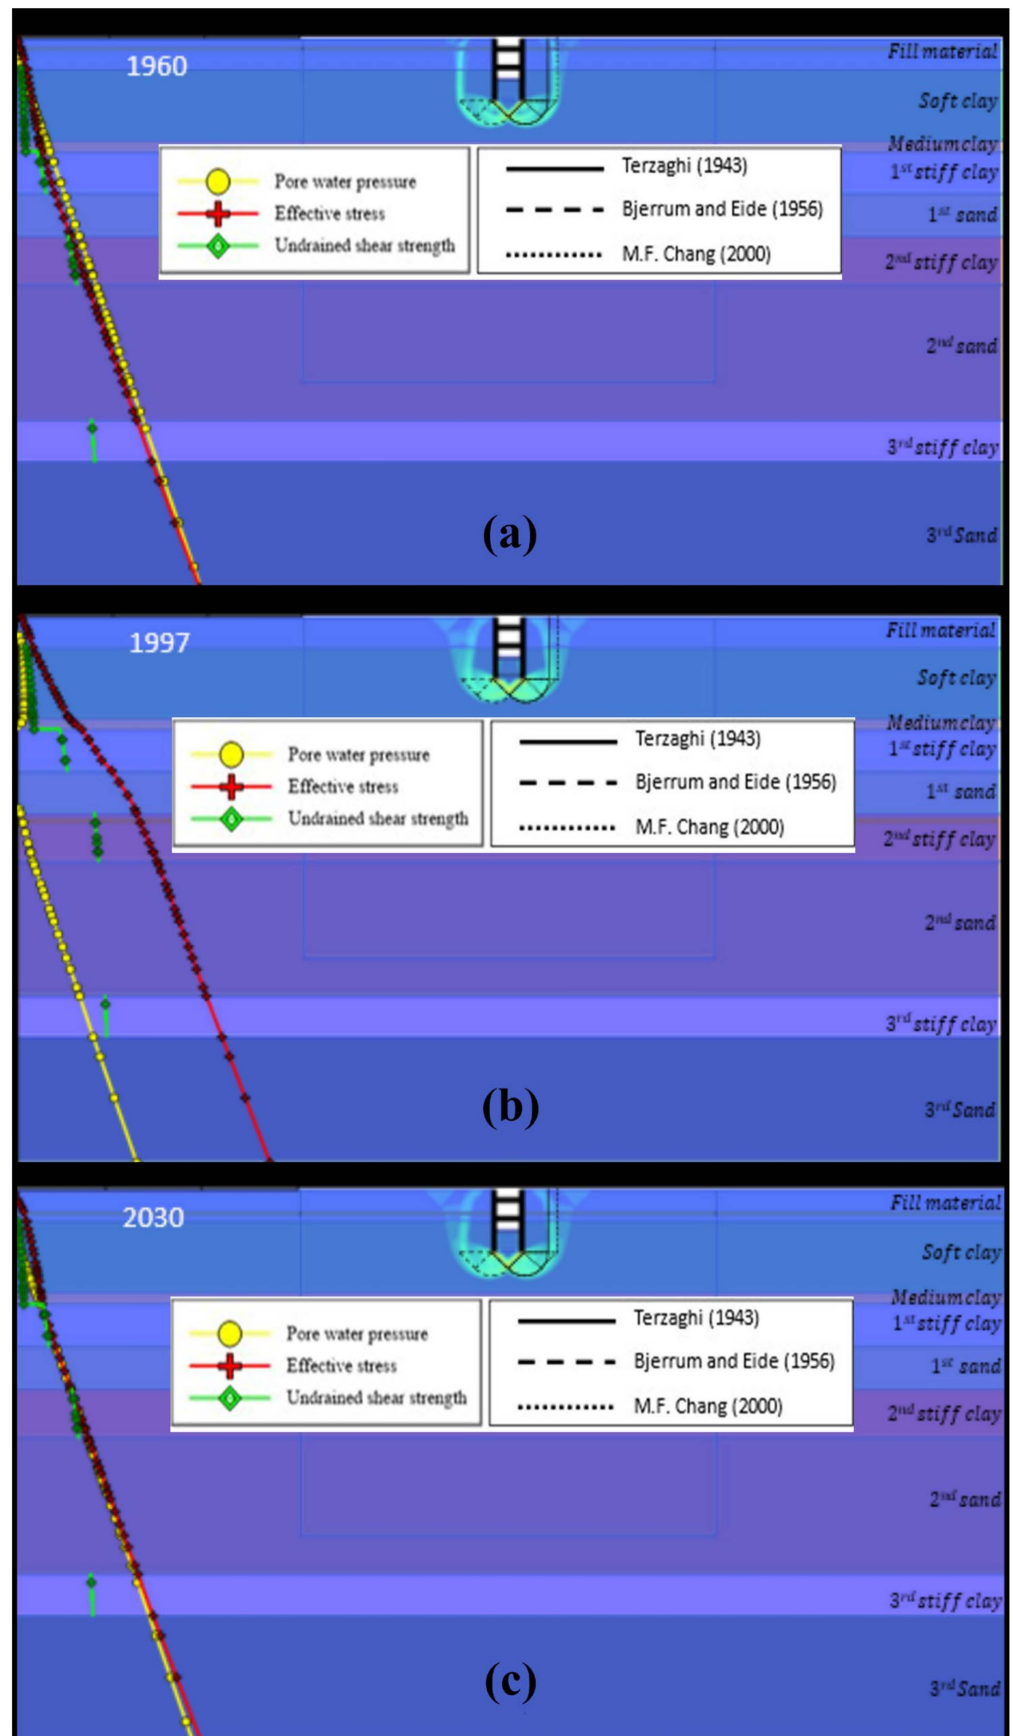 1960
Fill material
Soft clay
Medium clay
1st stiff clay
1st sand
2nd stiff clay
2nd sand
3rd stiff clay
3rd Sand
Pore water pressure
Effective stress
Undrained shear strength
Terzaghi (1943)
Bjerrum and Eide (1956)
M.F. Chang (2000)
(a)
1997
Fill material
Soft clay
Medium clay
1st stiff clay
1st sand
2nd stiff clay
2nd sand
3rd stiff clay
3rd Sand
Pore water pressure
Effective stress
Undrained shear strength
Terzaghi (1943)
Bjerrum and Eide (1956)
M.F. Chang (2000)
(b)
2030
Fill material
Soft clay
Medium clay
1st stiff clay
1st sand
2nd stiff clay
2nd sand
3rd stiff clay
3rd Sand
Pore water pressure
Effective stress
Undrained shear strength
Terzaghi (1943)
Bjerrum and Eide (1956)
M.F. Chang (2000)
(c)